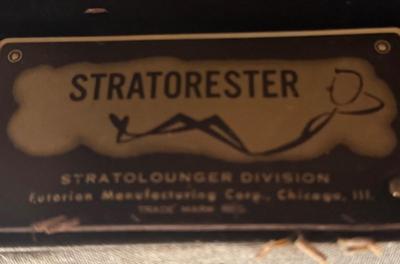 STRATORESTER
STRATOLOUNGER DIVISION
Futorian Manufacturing Corp., Chicago, Ill.
TRADE MARK REG.